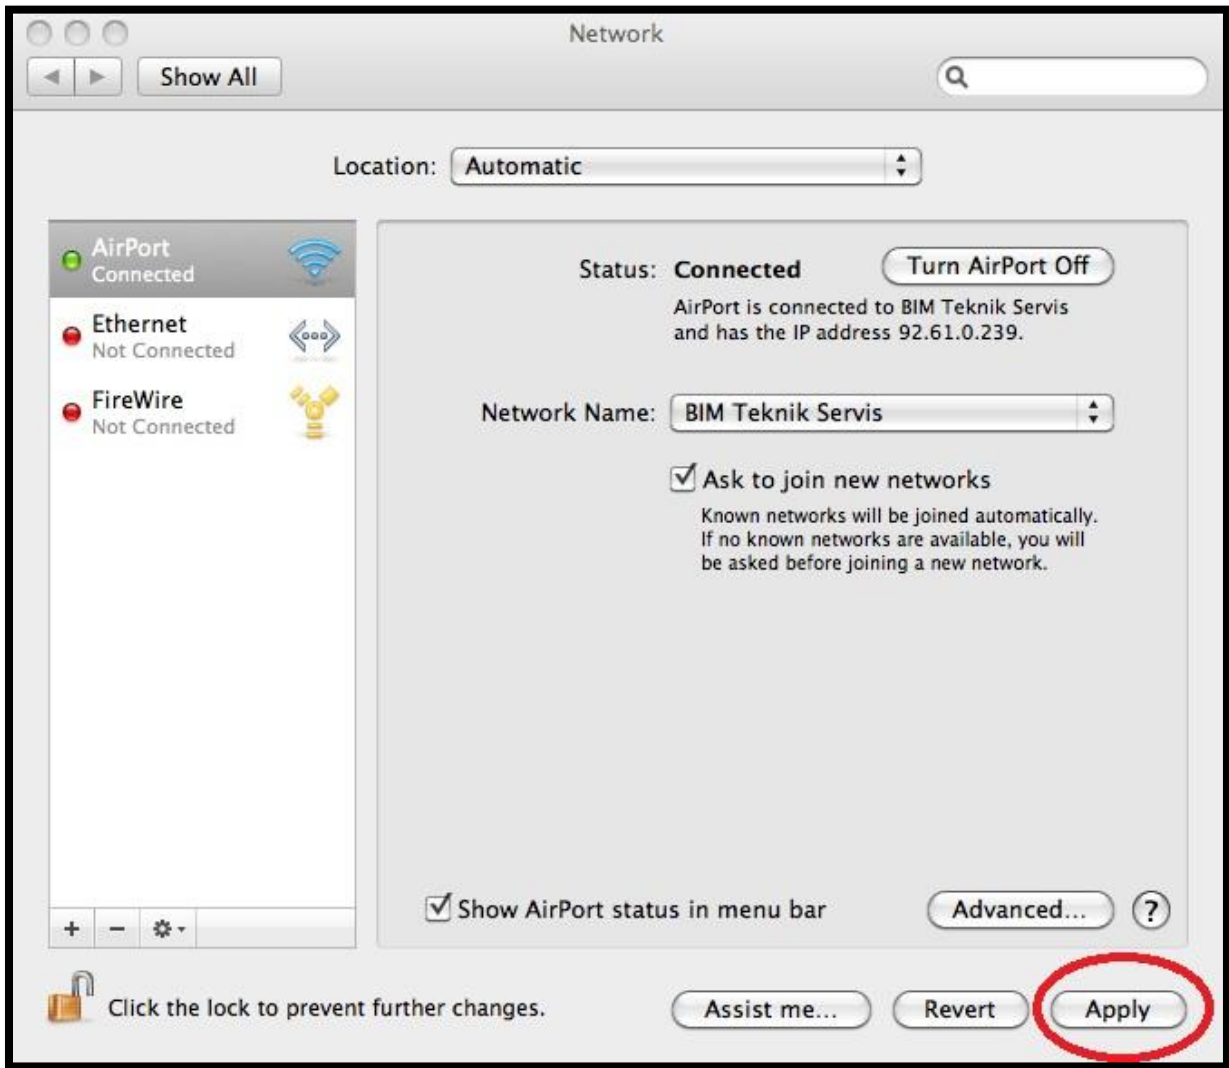 Network
Show All
Location: Automatic
AirPort
Connected
Ethernet
Not Connected
FireWire
Not Connected
Status: Connected
Turn AirPort Off
AirPort is connected to BIM Teknik Servis
and has the IP address 92.61.0.239.
Network Name: BIM Teknik Servis
Ask to join new networks
Known networks will be joined automatically.
If no known networks are available, you will
be asked before joining a new network.
Show AirPort status in menu bar
Advanced... ?
Click the lock to prevent further changes.
Assist me... Revert Apply